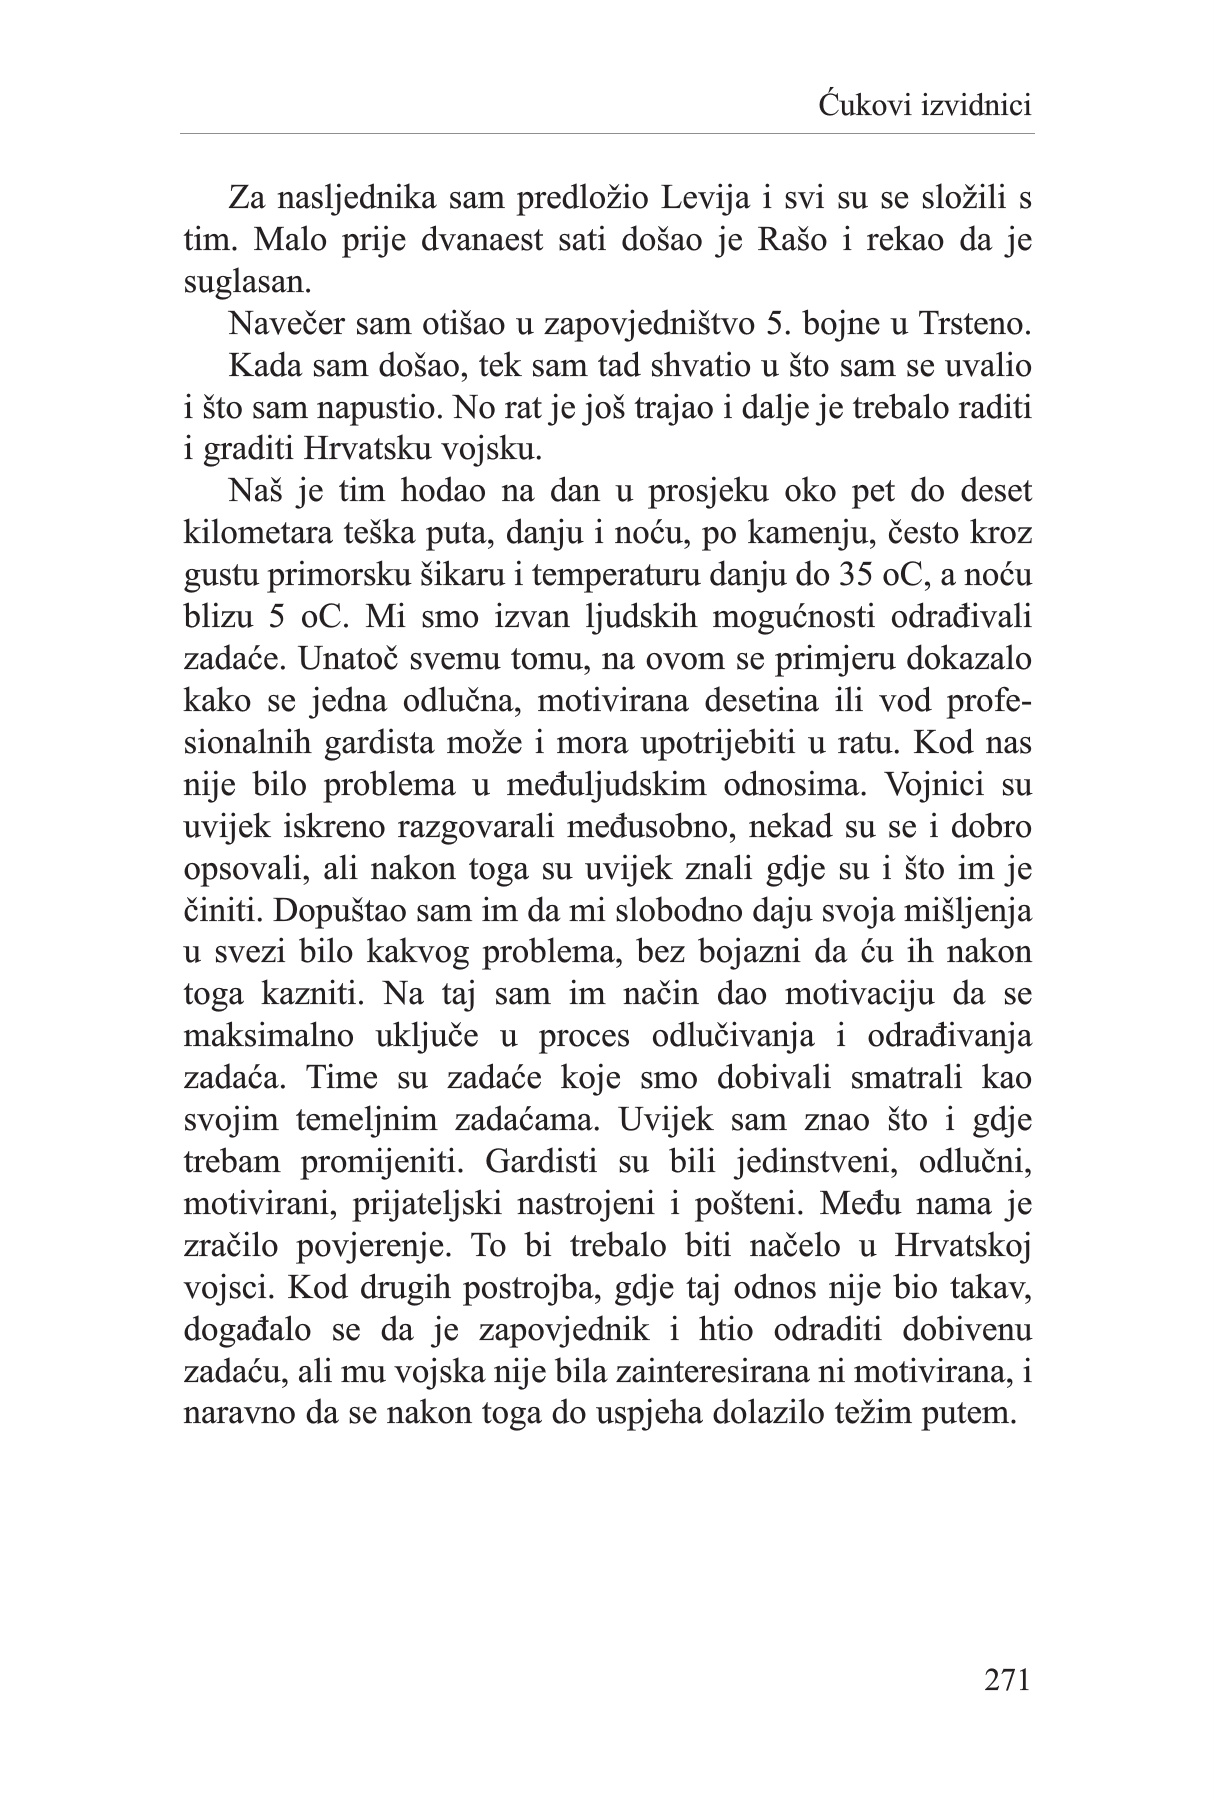 Ćukovi izvidnici
Za nasljednika sam predložio Levija i svi su se složili s
tim. Malo prije dvanaest sati došao je Rašo i rekao da je
suglasan.
Navečer sam otišao u zapovjedništvo 5. bojne u Trsteno.
Kada sam došao, tek sam tad shvatio u što sam se uvalio
i što sam napustio. No rat je još trajao i dalje je trebalo raditi
i graditi Hrvatsku vojsku.
Naš je tim hodao na dan u prosjeku oko pet do deset
kilometara teška puta, danju i noću, po kamenju, često kroz
gustu primorsku šikaru i temperaturu danju do 35 oC, a noću
blizu 5 oC. Mi smo izvan ljudskih mogućnosti odrađivali
zadaće. Unatoč svemu tomu, na ovom se primjeru dokazalo
kako se jedna odlučna, motivirana desetina ili vod profe-
sionalnih gardista može i mora upotrijebiti u ratu. Kod nas
nije bilo problema u međuljudskim odnosima. Vojnici su
uvijek iskreno razgovarali međusobno, nekad su se i dobro
opsovali, ali nakon toga su uvijek znali gdje su i što im je
činiti. Dopuštao sam im da mi slobodno daju svoja mišljenja
u svezi bilo kakvog problema, bez bojazni da ću ih nakon
toga kazniti. Na taj sam im način dao motivaciju da se
maksimalno uključe u proces odlučivanja i odrađivanja
zadaća. Time su zadaće koje smo dobivali smatrali kao
svojim temeljnim zadaćama. Uvijek sam znao što i gdje
trebam promijeniti. Gardisti su bili jedinstveni, odlučni,
motivirani, prijateljski nastrojeni i pošteni. Među nama je
zračilo povjerenje. To bi trebalo biti načelo u Hrvatskoj
vojsci. Kod drugih postrojba, gdje taj odnos nije bio takav,
događalo se da je zapovjednik i htio odraditi dobivenu
zadaću, ali mu vojska nije bila zainteresirana ni motivirana, i
naravno da se nakon toga do uspjeha dolazilo težim putem.
271